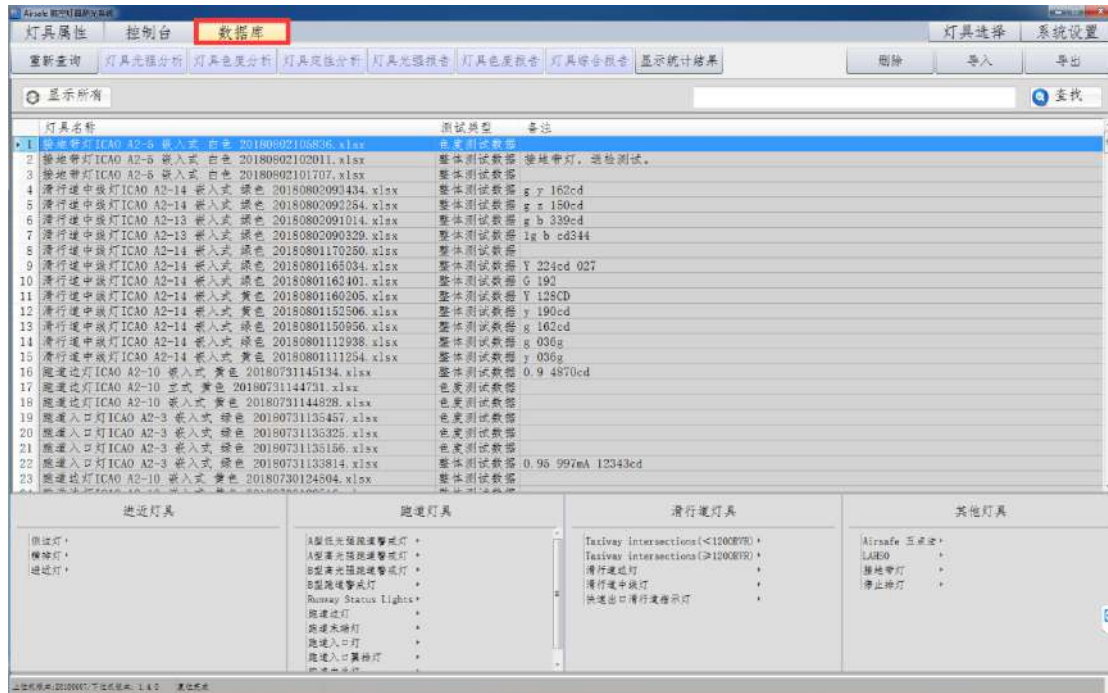 Airsafe 航空灯器测光系统
灯具属性 控制台 数据库 灯具选择 系统设置
重新查询 灯具光强分析 灯具色度分析 灯具定性分析 灯具光强报告 灯具色度报告 灯具综合报告 显示统计结果 删除 导入 导出
显示所有 查找
灯具名称 测试类型 备注
1 接地带灯ICAO A2-5 嵌入式 白色 20180802105836.xlsx 色度测试数据
2 接地带灯ICAO A2-5 嵌入式 白色 20180802102011.xlsx 整体测试数据 接地带灯，送检测试。
3 接地带灯ICAO A2-5 嵌入式 白色 20180802101707.xlsx 整体测试数据
4 滑行道中线灯ICAO A2-14 嵌入式 绿色 20180802093434.xlsx 整体测试数据 g y 162cd
5 滑行道中线灯ICAO A2-14 嵌入式 绿色 20180802092254.xlsx 整体测试数据 g z 150cd
6 滑行道中线灯ICAO A2-13 嵌入式 绿色 20180802091014.xlsx 整体测试数据 g b 339cd
7 滑行道中线灯ICAO A2-13 嵌入式 绿色 20180802090329.xlsx 整体测试数据 1g b cd344
8 滑行道中线灯ICAO A2-14 嵌入式 绿色 20180801170250.xlsx 整体测试数据
9 滑行道中线灯ICAO A2-14 嵌入式 绿色 20180801165034.xlsx 整体测试数据 Y 224cd 027
10 滑行道中线灯ICAO A2-14 嵌入式 绿色 20180801162401.xlsx 整体测试数据 G 192
11 滑行道中线灯ICAO A2-14 嵌入式 黄色 20180801160205.xlsx 整体测试数据 Y 128CD
12 滑行道中线灯ICAO A2-14 嵌入式 黄色 20180801152506.xlsx 整体测试数据 y 190cd
13 滑行道中线灯ICAO A2-14 嵌入式 绿色 20180801150956.xlsx 整体测试数据 g 162cd
14 滑行道中线灯ICAO A2-14 嵌入式 绿色 20180801112938.xlsx 整体测试数据 g 036g
15 滑行道中线灯ICAO A2-14 嵌入式 黄色 20180801111254.xlsx 整体测试数据 y 036g
16 跑道边灯ICAO A2-10 嵌入式 黄色 20180731145134.xlsx 整体测试数据 0.9 4870cd
17 跑道边灯ICAO A2-10 立式 黄色 20180731144731.xlsx 色度测试数据
18 跑道边灯ICAO A2-10 嵌入式 黄色 20180731144828.xlsx 色度测试数据
19 跑道入口灯ICAO A2-3 嵌入式 绿色 20180731135457.xlsx 色度测试数据
20 跑道入口灯ICAO A2-3 嵌入式 绿色 20180731135325.xlsx 色度测试数据
21 跑道入口灯ICAO A2-3 嵌入式 绿色 20180731135156.xlsx 色度测试数据
22 跑道入口灯ICAO A2-3 嵌入式 绿色 20180731133814.xlsx 整体测试数据 0.95 997mA 12343cd
23 跑道边灯ICAO A2-10 嵌入式 黄色 20180730124504.xlsx 整体测试数据
进近灯具 跑道灯具 滑行道灯具 其他灯具
侧边灯
横排灯
进近灯
A型低光强跑道警戒灯
A型高光强跑道警戒灯
B型高光强跑道警戒灯
B型跑道警戒灯
Runway Status Lights
跑道边灯
跑道末端灯
跑道入口灯
跑道入口翼排灯
Taxiway intersections(<1200RVR)
Taxiway intersections(≥1200RVR)
滑行道边灯
滑行道中线灯
快速出口滑行道指示灯
Airsafe 五点法
LAHSO
接地带灯
停止排灯
上位机版本:20180807/下位机版本: 1.4.0 复位完成